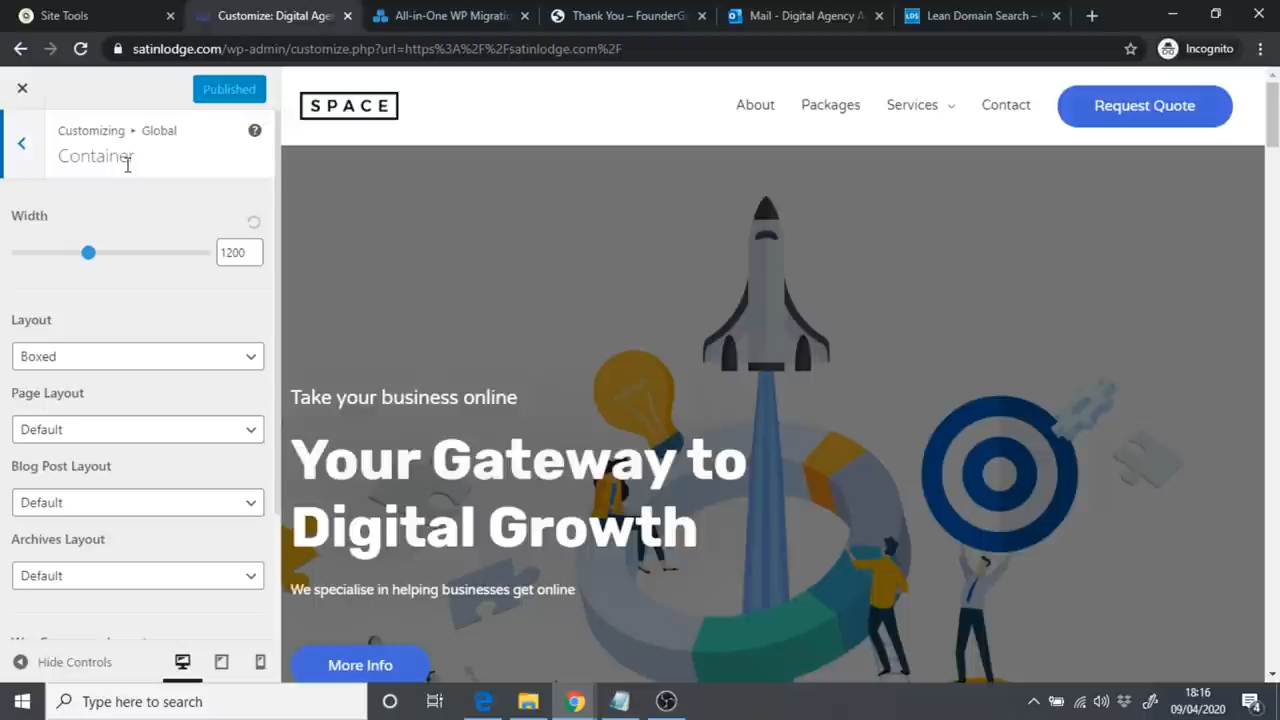 Site Tools
Customize: Digital Age
All-in-One WP Migratio
Thank You – FounderG
Mail - Digital Agency A
Lean Domain Search –
satinlodge.com/wp-admin/customize.php?url=https%3A%2F%2Fsatinlodge.com%2F
Incognito
Published
SPACE
About
Packages
Services
Contact
Request Quote
Customizing ▸ Global
Container
Width
1200
Layout
Boxed
Page Layout
Default
Blog Post Layout
Default
Archives Layout
Default
Hide Controls
Take your business online
Your Gateway to
Digital Growth
We specialise in helping businesses get online
More Info
Type here to search
18:16
09/04/2020
4